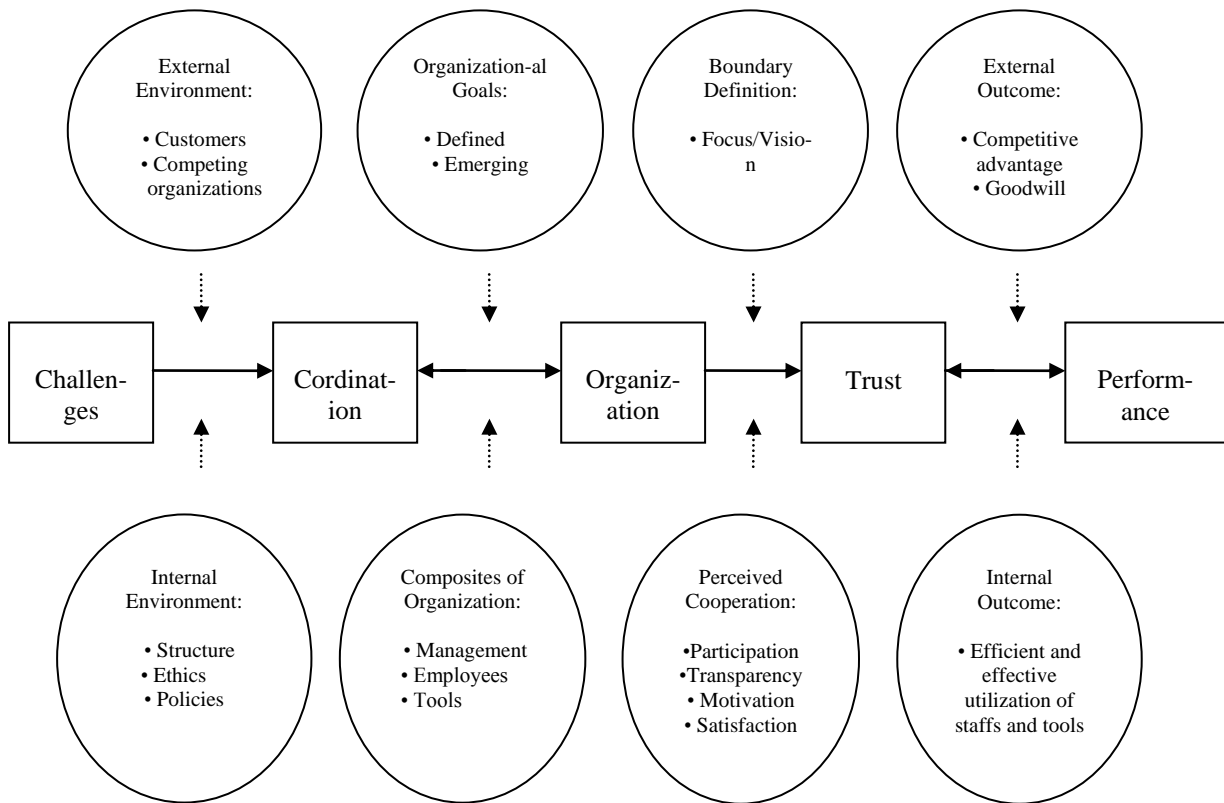 External
Environment:
• Customers
• Competing
organizations
Organization-al
Goals:
• Defined
• Emerging
Boundary
Definition:
• Focus/Visio-
n
External
Outcome:
• Competitive
advantage
• Goodwill
Challen-
ges
Cordinat-
ion
Organiz-
ation
Trust
Perform-
ance
Internal
Environment:
• Structure
• Ethics
• Policies
Composites of
Organization:
• Management
• Employees
• Tools
Perceived
Cooperation:
•Participation
•Transparency
• Motivation
• Satisfaction
Internal
Outcome:
• Efficient and
effective
utilization of
staffs and tools